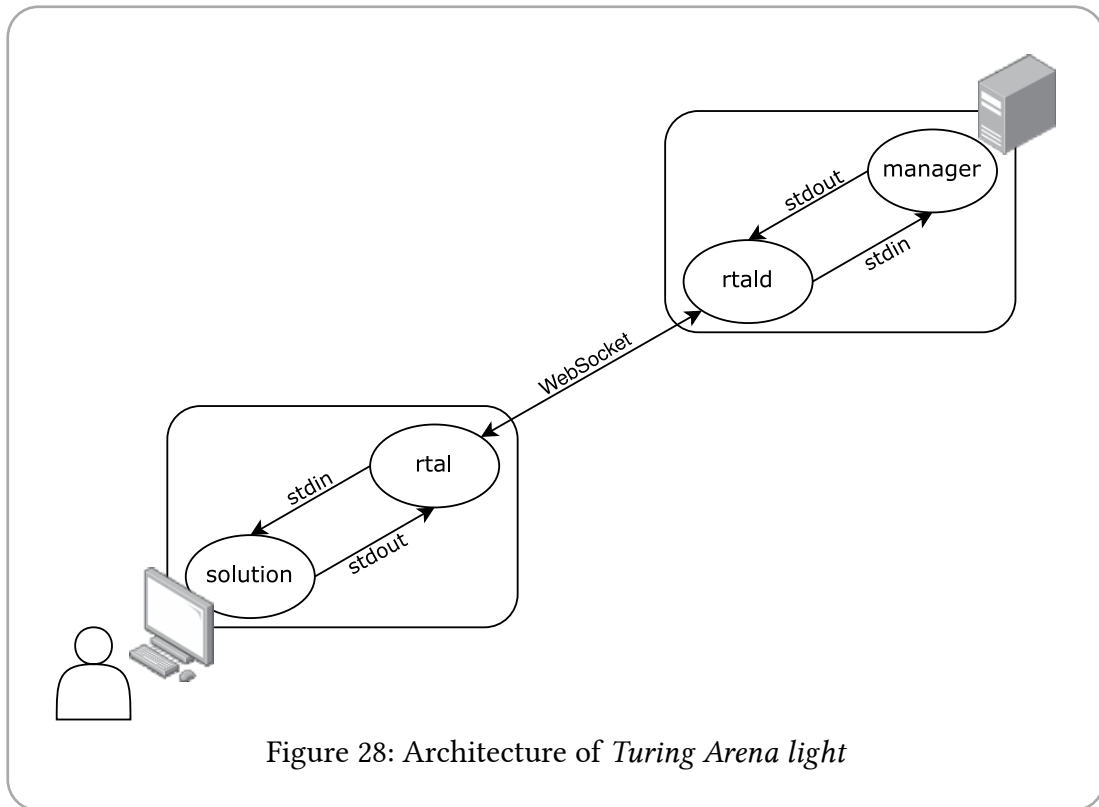 manager
stdout
stdin
rtald
WebSocket
rtal
stdin
stdout
solution
Figure 28: Architecture of Turing Arena light